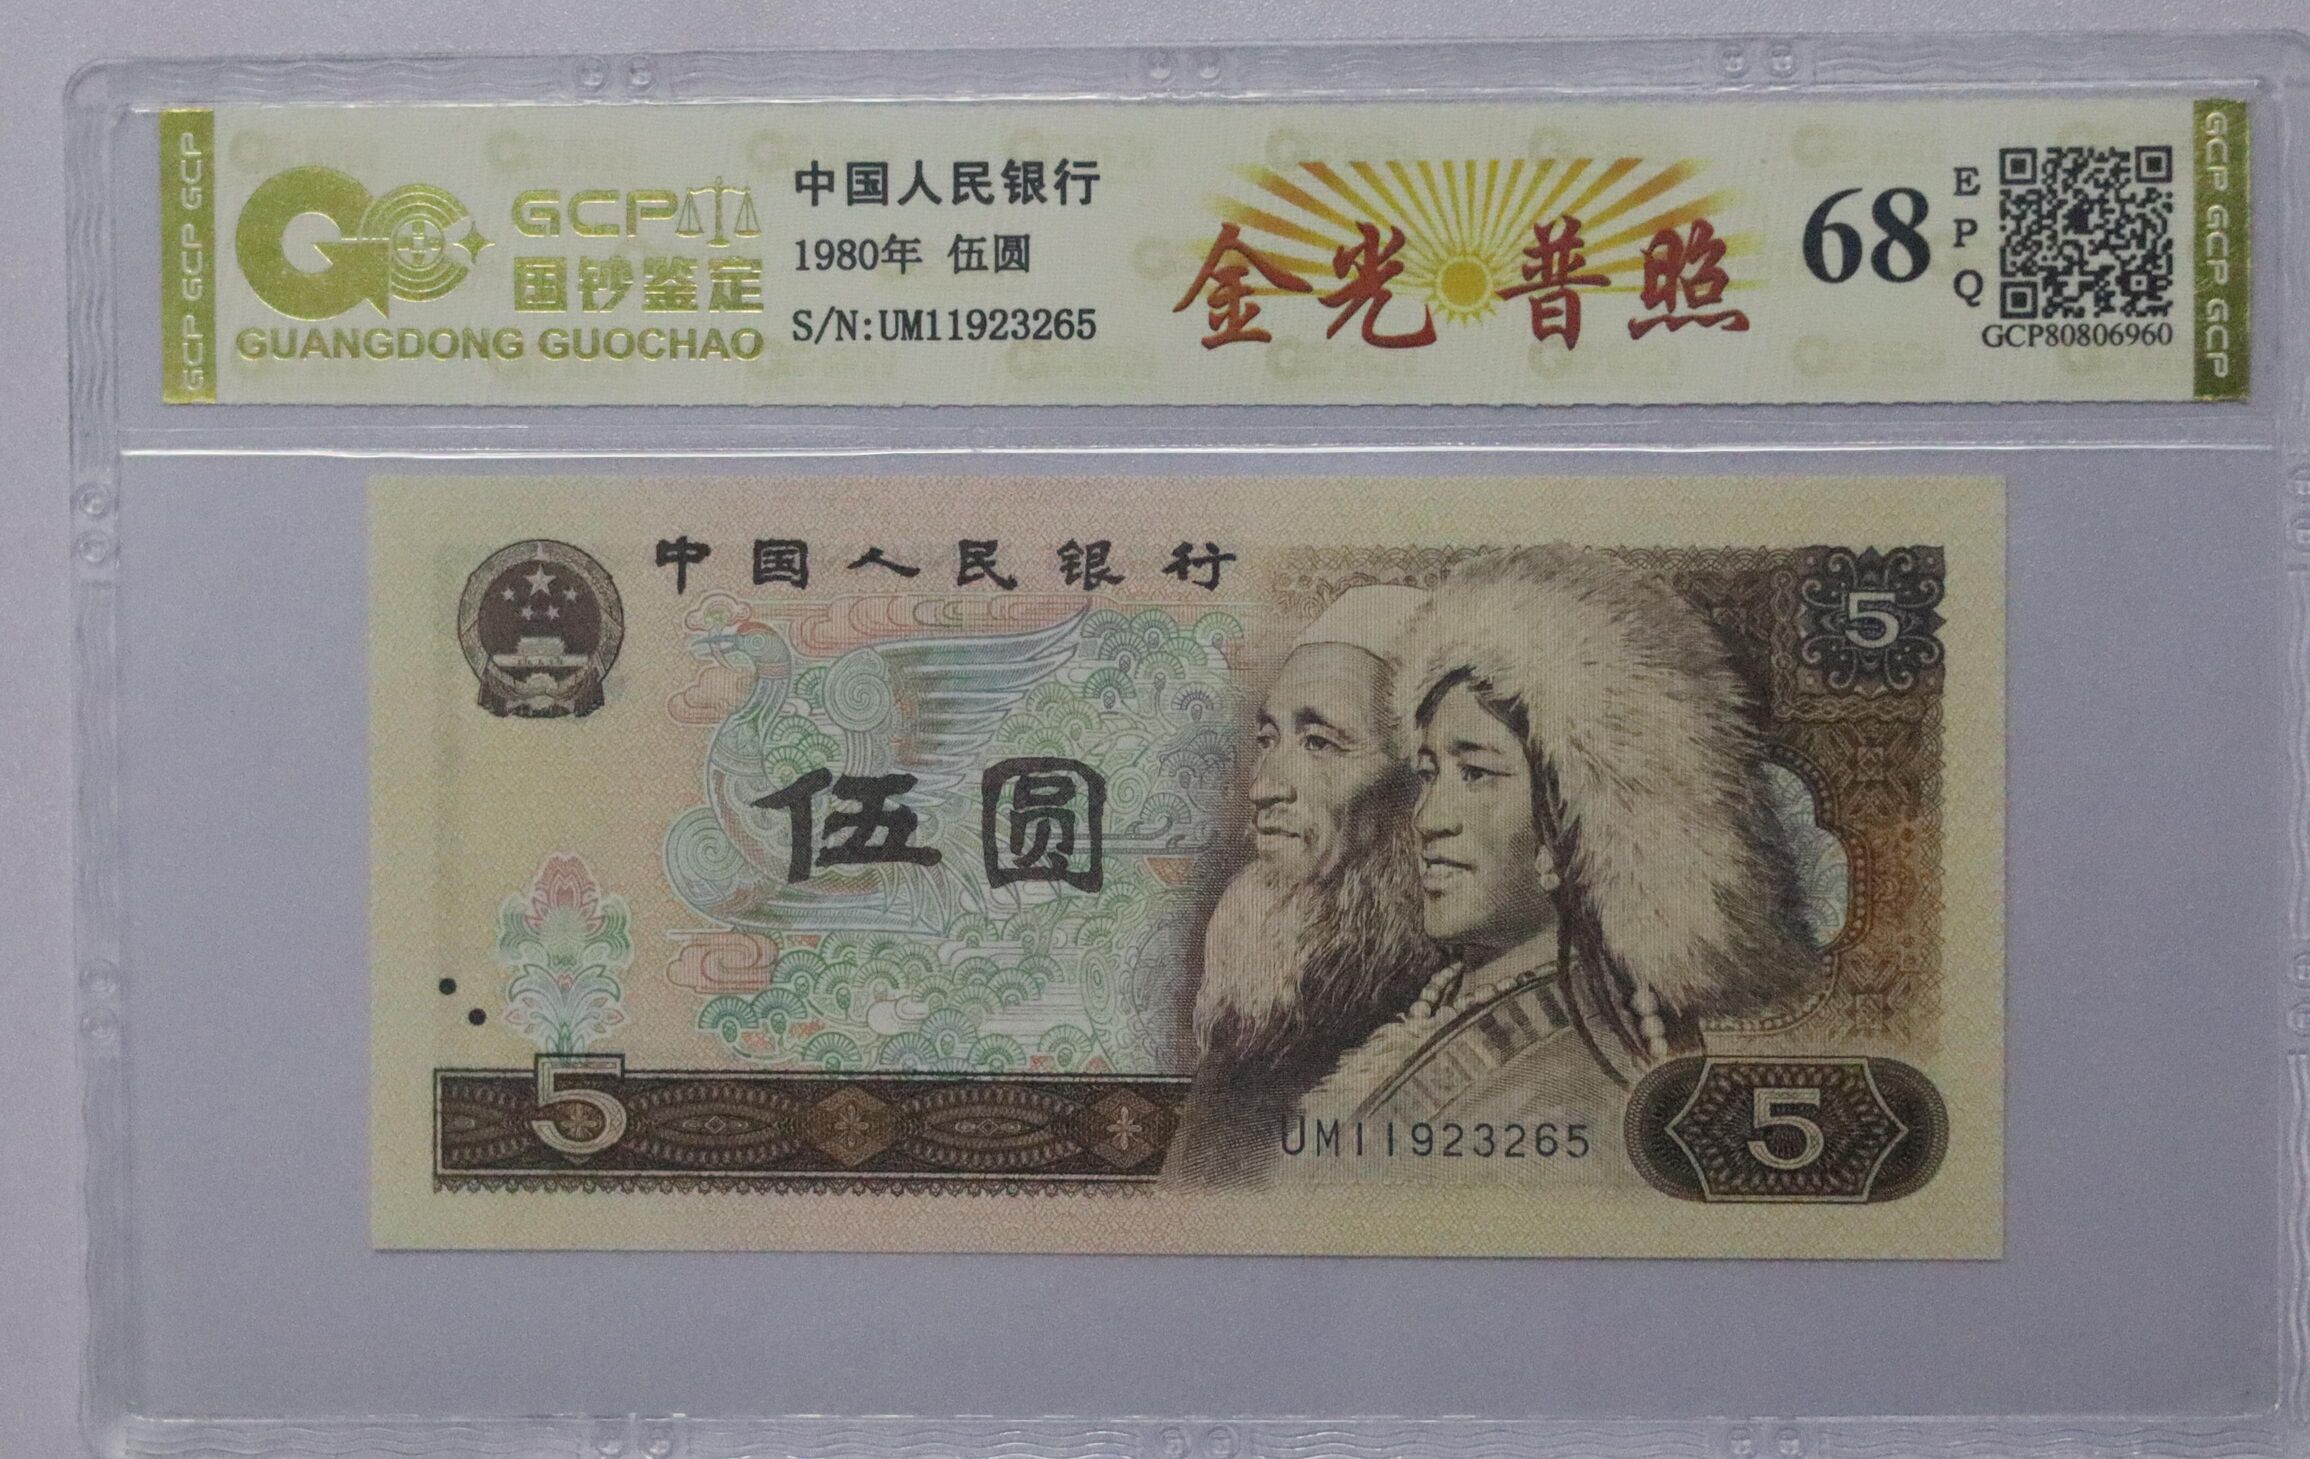 GCP GCP GCP
GCP
国钞鉴定
GUANGDONG GUOCHAO
中国人民银行
1980年 伍圆
S/N:UM11923265
金光普照
68
EPQ
GCP80806960
GCP GCP GCP
中国人民银行
5
伍圆
5
UM11923265
5